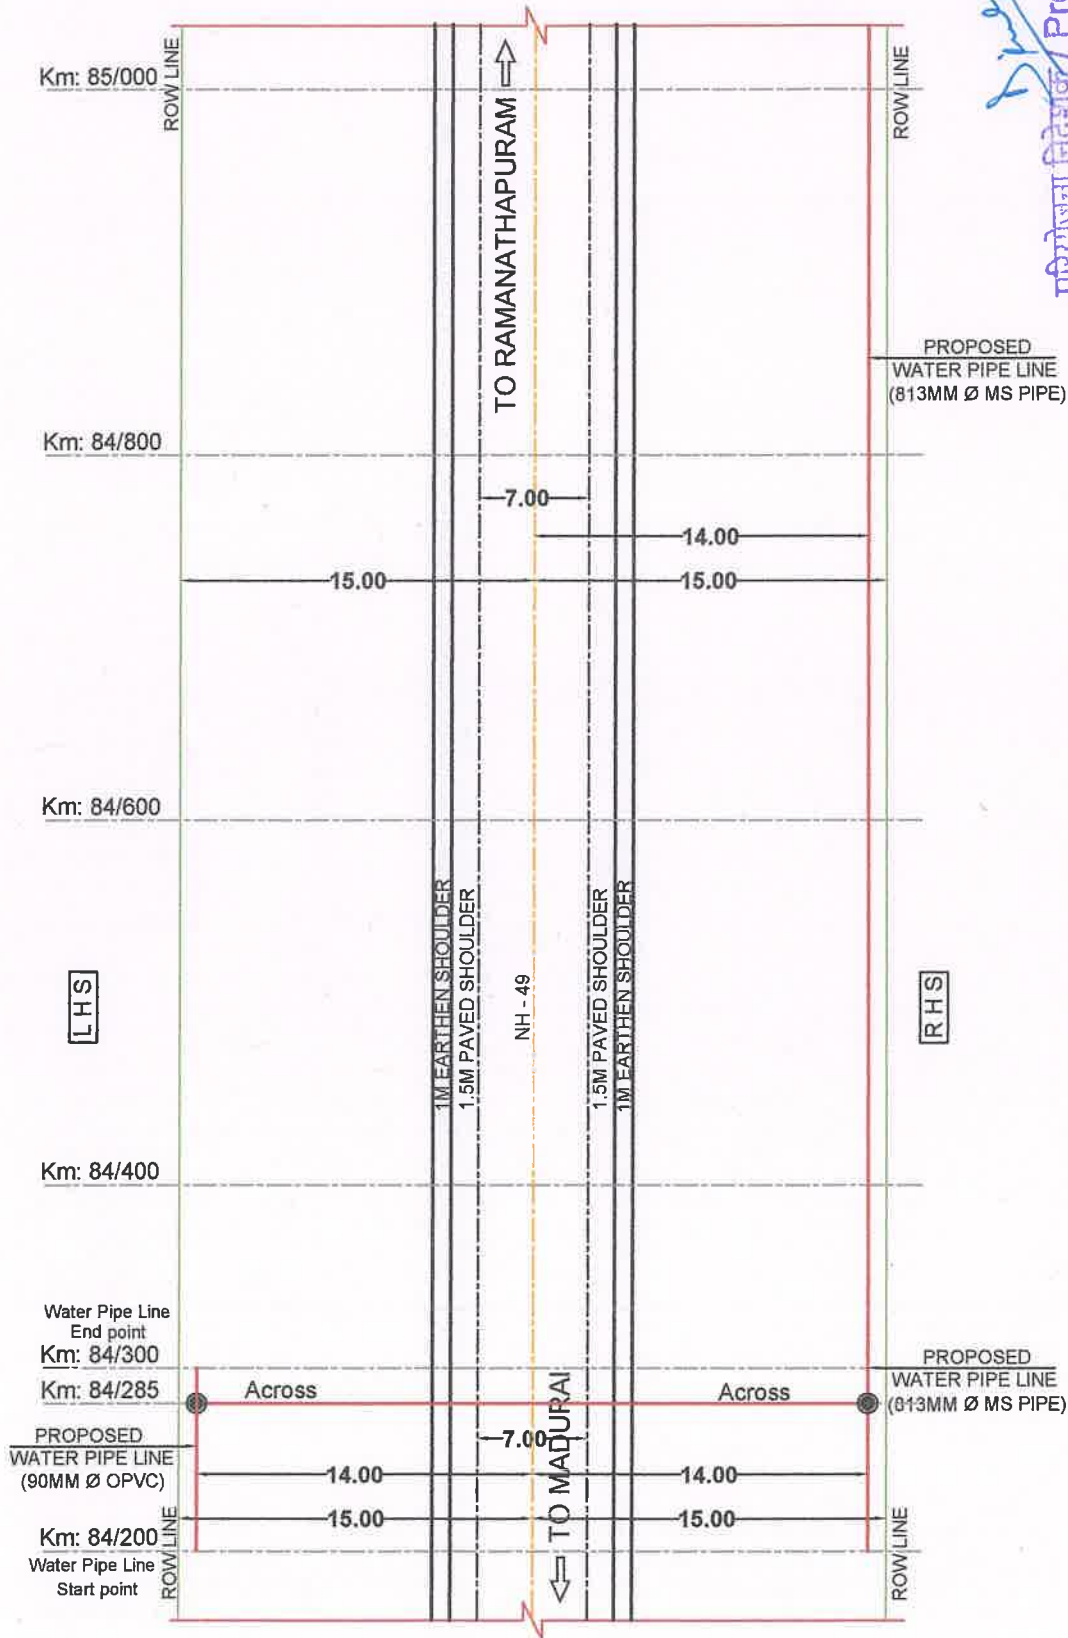 ROW LINE
ROW LINE
Km: 85/000
TO RAMANATHAPURAM
PROPOSED
WATER PIPE LINE
(813MM Ø MS PIPE)
Km: 84/800
7.00
14.00
15.00
15.00
Km: 84/600
LHS
1M EARTHEN SHOULDER
1.5M PAVED SHOULDER
NH - 49
1.5M PAVED SHOULDER
1M EARTHEN SHOULDER
RHS
Km: 84/400
Water Pipe Line
End point
Km: 84/300
PROPOSED
WATER PIPE LINE
(813MM Ø MS PIPE)
Km: 84/285
Across
Across
TO MADURAI
PROPOSED
WATER PIPE LINE
(90MM Ø OPVC)
7.00
14.00
14.00
15.00
15.00
Km: 84/200
Water Pipe Line
Start point
ROW LINE
ROW LINE